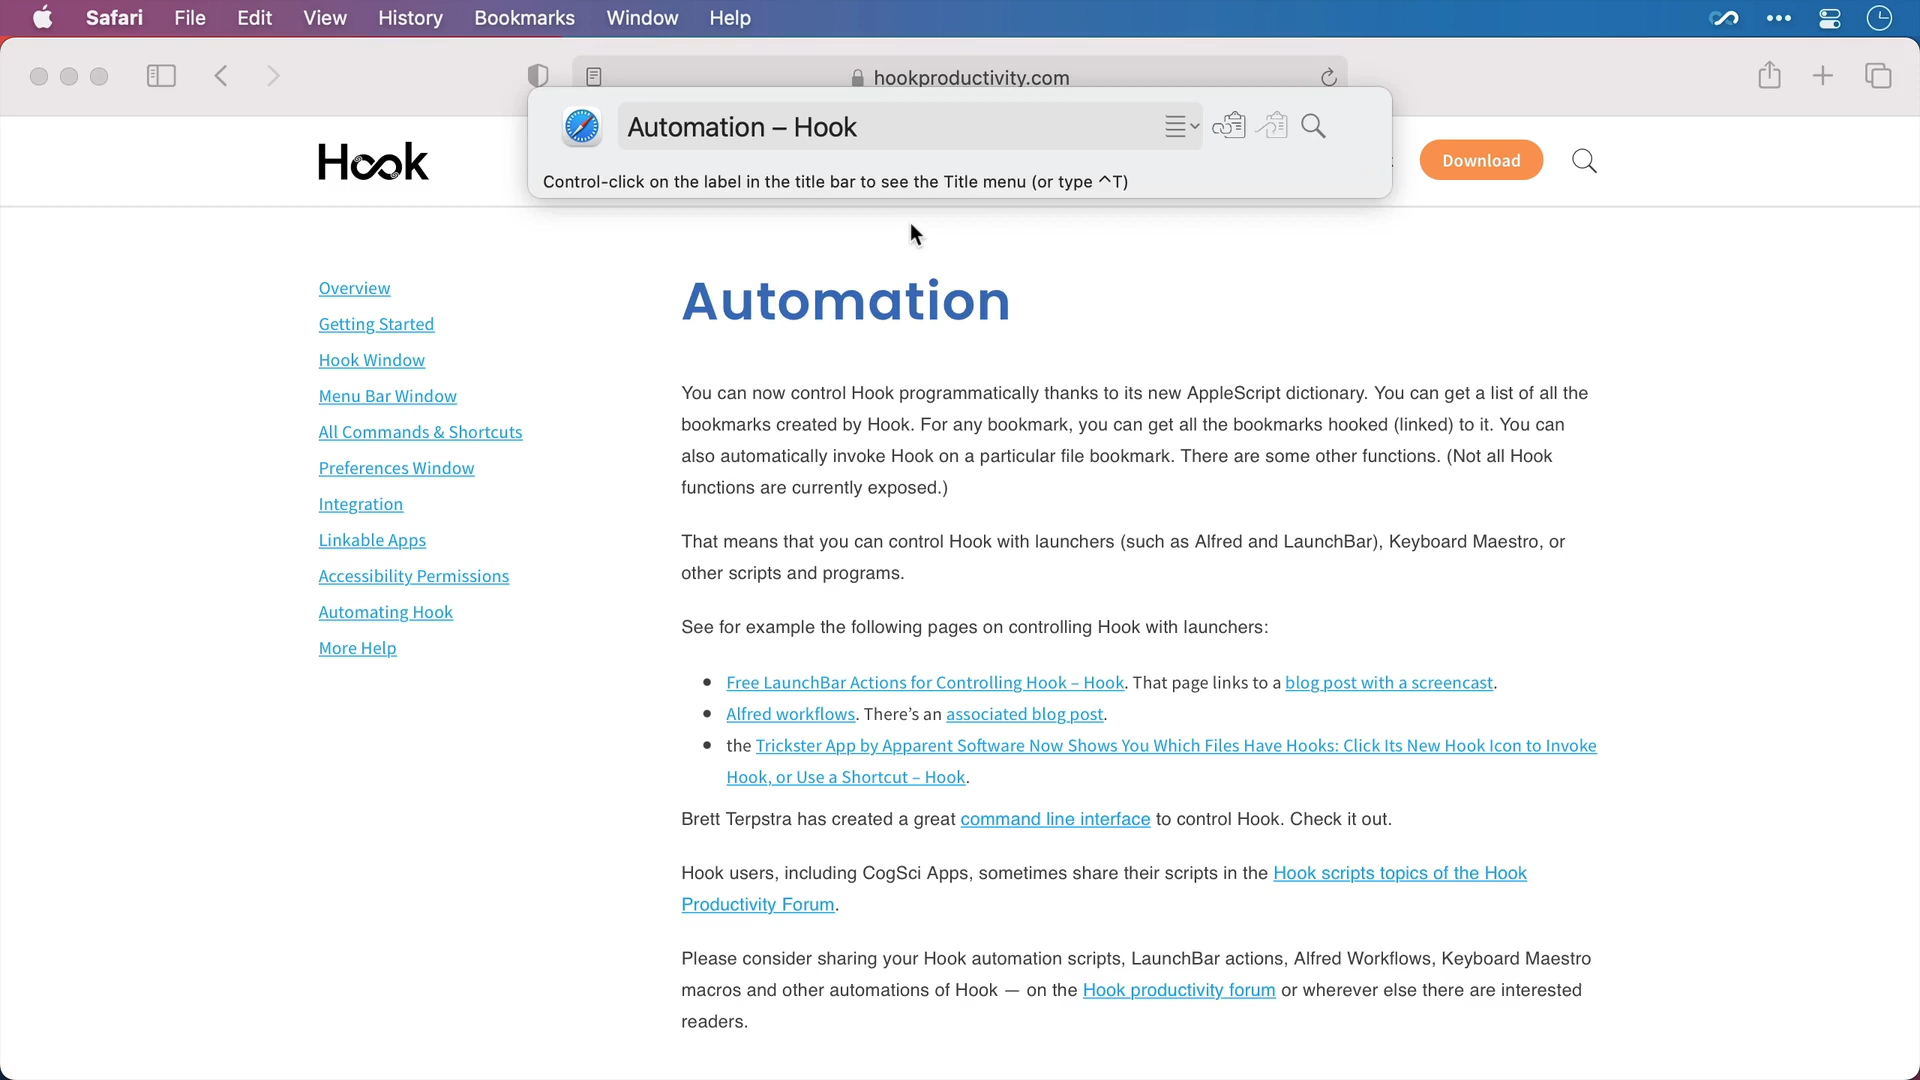 Safari File Edit View History Bookmarks Window Help
hookproductivity.com
Automation – Hook
Control-click on the label in the title bar to see the Title menu (or type ^T)
Hook
Download
Overview
Getting Started
Hook Window
Menu Bar Window
All Commands & Shortcuts
Preferences Window
Integration
Linkable Apps
Accessibility Permissions
Automating Hook
More Help
Automation
You can now control Hook programmatically thanks to its new AppleScript dictionary. You can get a list of all the
bookmarks created by Hook. For any bookmark, you can get all the bookmarks hooked (linked) to it. You can
also automatically invoke Hook on a particular file bookmark. There are some other functions. (Not all Hook
functions are currently exposed.)
That means that you can control Hook with launchers (such as Alfred and LaunchBar), Keyboard Maestro, or
other scripts and programs.
See for example the following pages on controlling Hook with launchers:
• Free LaunchBar Actions for Controlling Hook – Hook. That page links to a blog post with a screencast.
• Alfred workflows. There’s an associated blog post.
• the Trickster App by Apparent Software Now Shows You Which Files Have Hooks: Click Its New Hook Icon to Invoke
Hook, or Use a Shortcut – Hook.
Brett Terpstra has created a great command line interface to control Hook. Check it out.
Hook users, including CogSci Apps, sometimes share their scripts in the Hook scripts topics of the Hook
Productivity Forum.
Please consider sharing your Hook automation scripts, LaunchBar actions, Alfred Workflows, Keyboard Maestro
macros and other automations of Hook — on the Hook productivity forum or wherever else there are interested
readers.